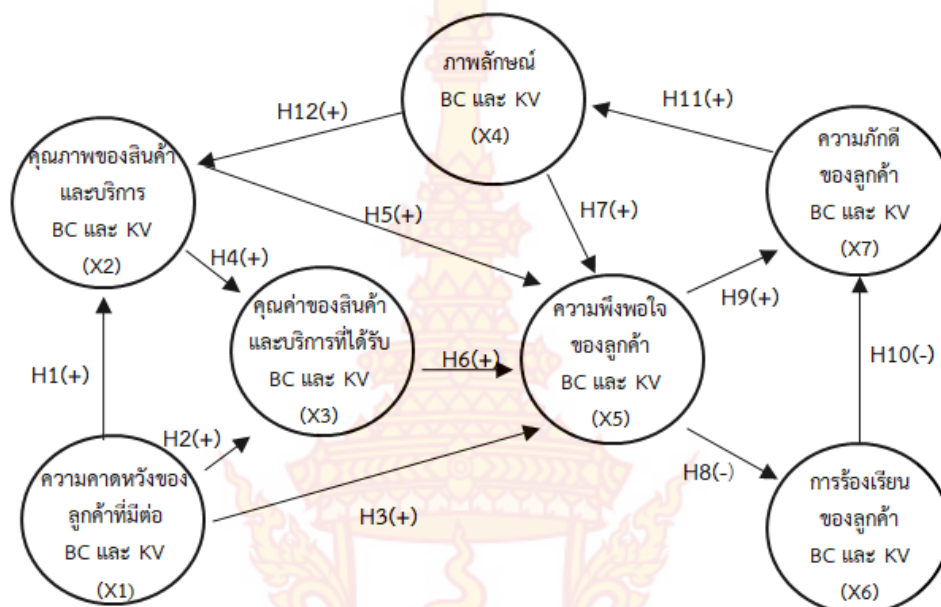 ภาพลักษณ์
BC และ KV
(X4)
H12(+)
H11(+)
คุณภาพของสินค้า
และบริการ
BC และ KV
(X2)
ความภักดี
ของลูกค้า
BC และ KV
(X7)
H5(+)
H7(+)
H4(+)
คุณค่าของสินค้า
และบริการที่ได้รับ
BC และ KV
(X3)
ความพึงพอใจ
ของลูกค้า
BC และ KV
(X5)
H9(+)
H1(+)
H6(+)
H10(-)
H2(+)
ความคาดหวังของ
ลูกค้าที่มีต่อ
BC และ KV
(X1)
H3(+)
H8(-)
การร้องเรียน
ของลูกค้า
BC และ KV
(X6)